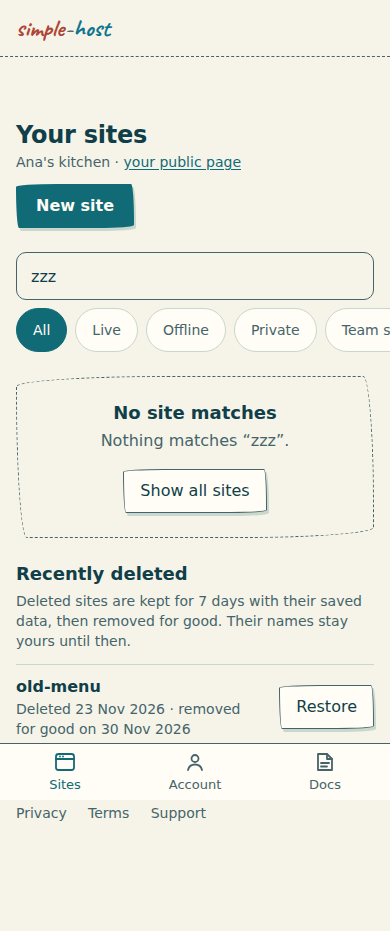 simple-host
Your sites
Ana's kitchen · your public page
New site
zzz
All Live Offline Private Team s
No site matches
Nothing matches “zzz”.
Show all sites
Recently deleted
Deleted sites are kept for 7 days with their saved
data, then removed for good. Their names stay
yours until then.
old-menu
Deleted 23 Nov 2026 · removed
for good on 30 Nov 2026
Restore
Sites Account Docs
Privacy Terms Support